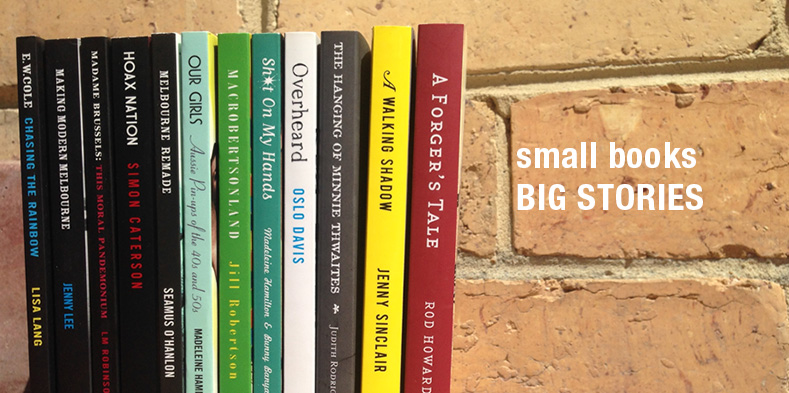 E.W.COLE CHASING THE RAINBOW LISA LANG
MAKING MODERN MELBOURNE JENNY LEE
MADAME BRUSSELS: THIS MORAL PANDEMONIUM LM ROBINSON
HOAX NATION SIMON CATERSON
MELBOURNE REMADE SEAMUS O'HANLON
OUR GIRLS Aussie Pin-ups of the 40s and 50s MADELEINE
MACROBERTSONLAND Jill Robertson
Sh*t On My Hands Madeleine Hamilton & Bunny
Overheard OSLO DAVIS
THE HANGING OF MINNIE THWAITES JUDITH
A WALKING SHADOW JENNY SINCLAIR
A FORGER'S TALE ROD HOWARD
small books
BIG STORIES